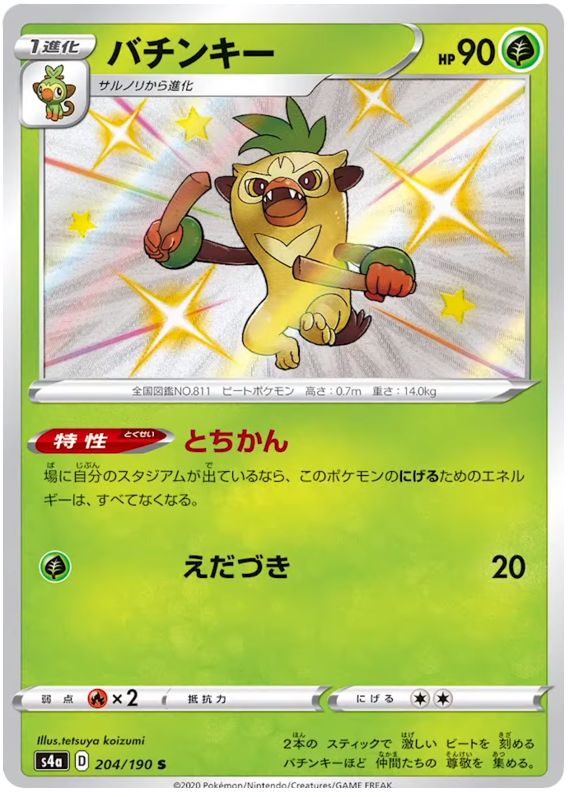 1進化
バチンキー
HP90
サルノリから進化
全国図鑑NO.811 ビートポケモン 高さ:0.7m 重さ:14.0kg
特性 とくせい
とちかん
場に自分のスタジアムが出ているなら、このポケモンのにげるためのエネル
ギーは、すべてなくなる。
えだづき 20
弱点 ×2 抵抗力 にげる
Illus.tetsuya koizumi
s4a D 204/190 S
2本の スティックで 激しい ビートを 刻める
バチンキーほど 仲間たちの 尊敬を 集める。
©2020 Pokémon/Nintendo/Creatures/GAME FREAK